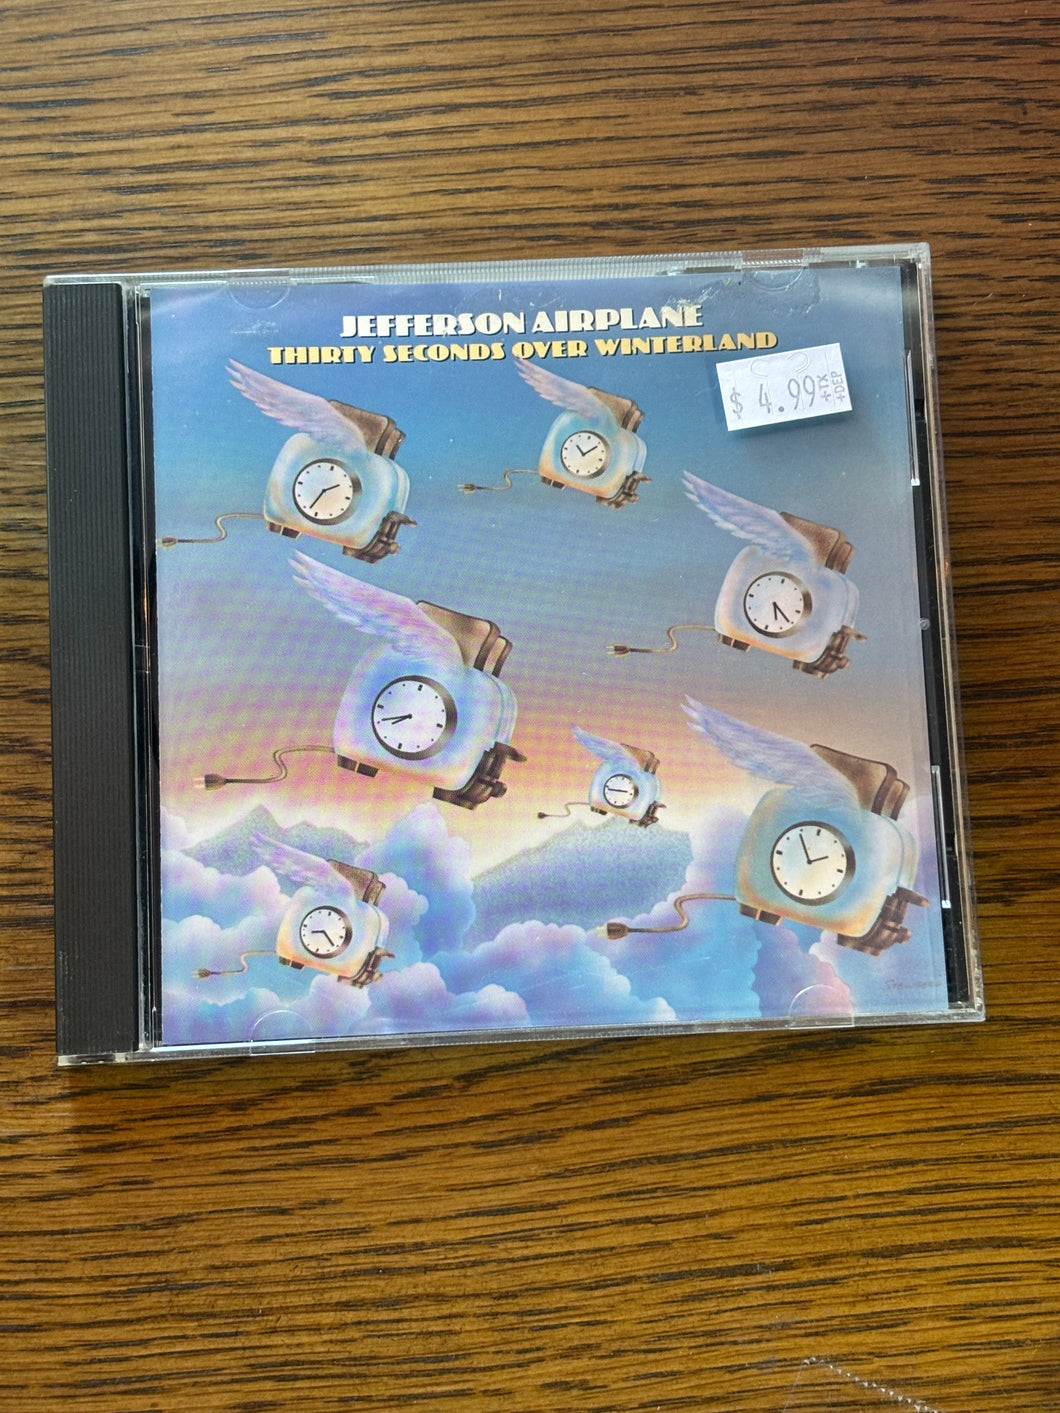 JEFFERSON AIRPLANE
THIRTY SECONDS OVER WINTERLAND
$ 4.99 +TX
+DEP